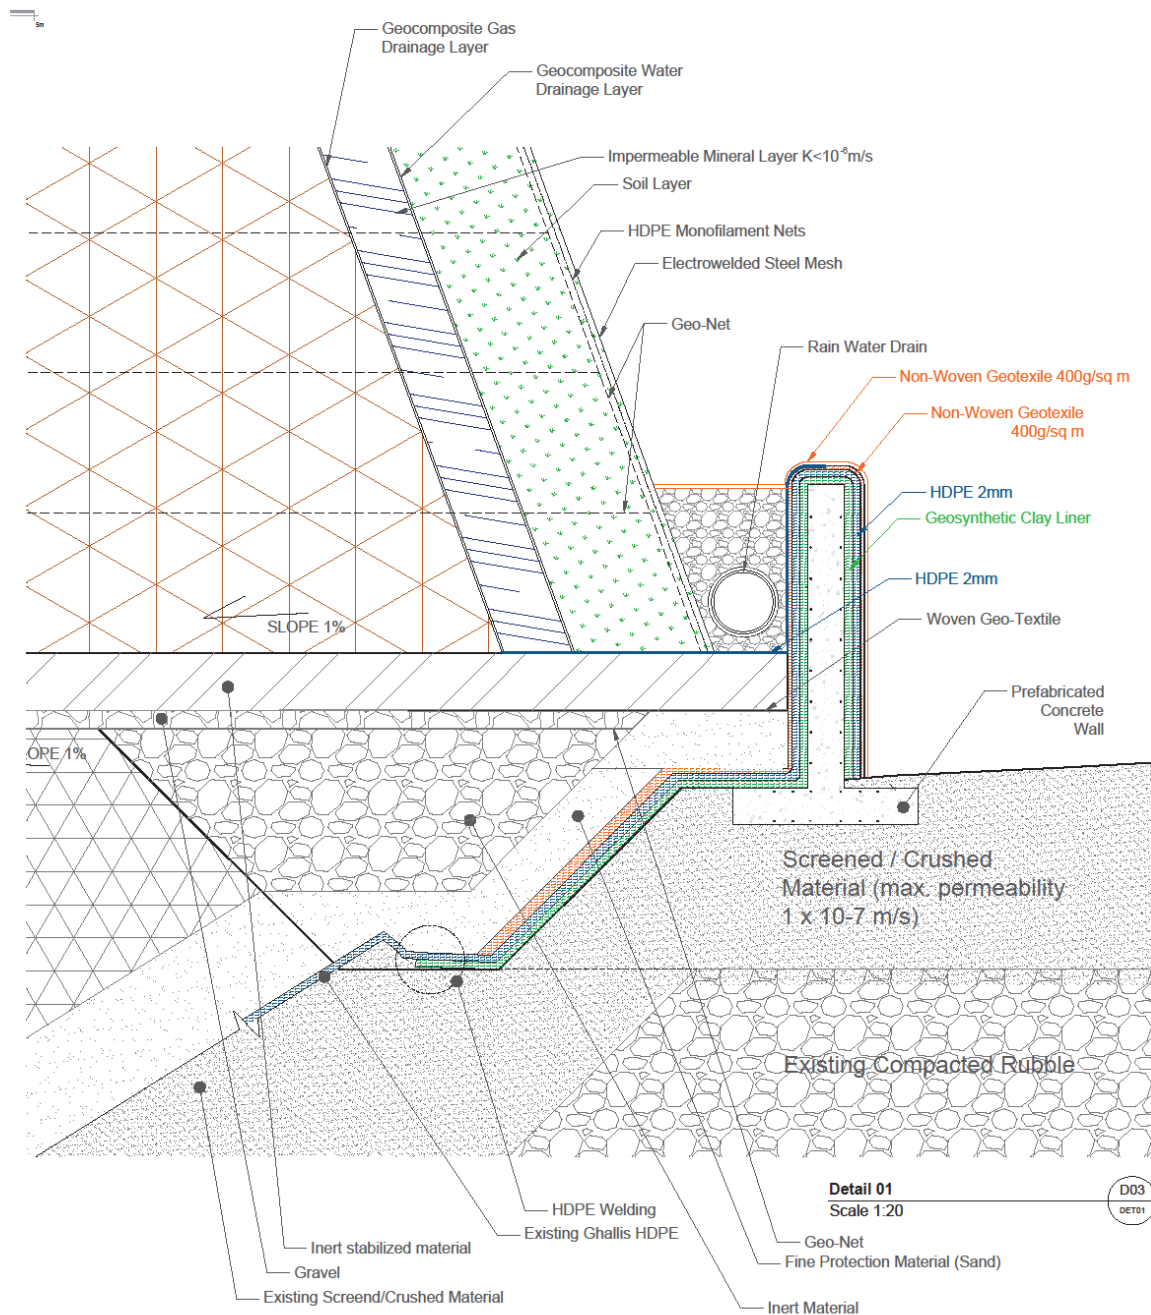 5m
Geocomposite Gas
Drainage Layer
Geocomposite Water
Drainage Layer
Impermeable Mineral Layer K<10⁻⁸m/s
Soil Layer
HDPE Monofilament Nets
Electrowelded Steel Mesh
Geo-Net
Rain Water Drain
Non-Woven Geotexile 400g/sq m
Non-Woven Geotexile
400g/sq m
HDPE 2mm
Geosynthetic Clay Liner
HDPE 2mm
Woven Geo-Textile
SLOPE 1%
Prefabricated
Concrete
Wall
OPE 1%
Screened / Crushed
Material (max. permeability
1 x 10-7 m/s)
Existing Compacted Rubble
Detail 01
Scale 1:20
D03
DET01
HDPE Welding
Existing Ghallis HDPE
Geo-Net
Inert stabilized material
Fine Protection Material (Sand)
Gravel
Existing Screend/Crushed Material
Inert Material